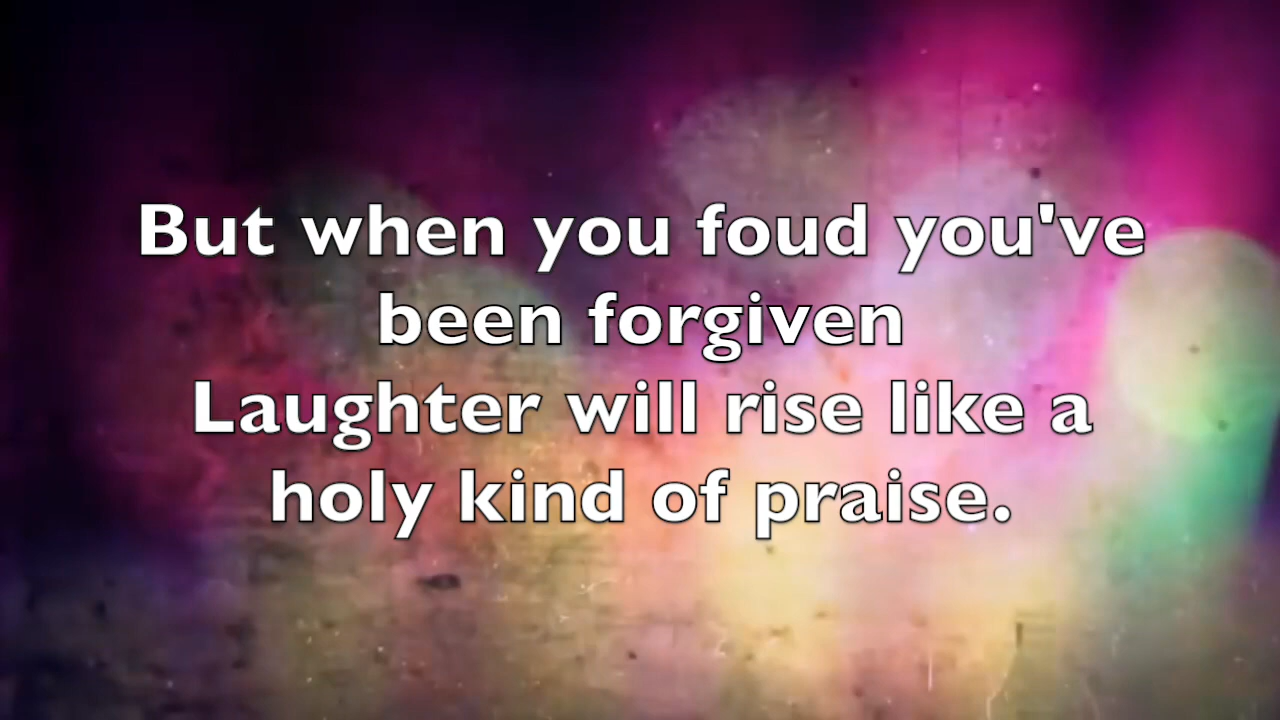 But when you foud you've
been forgiven
Laughter will rise like a
holy kind of praise.